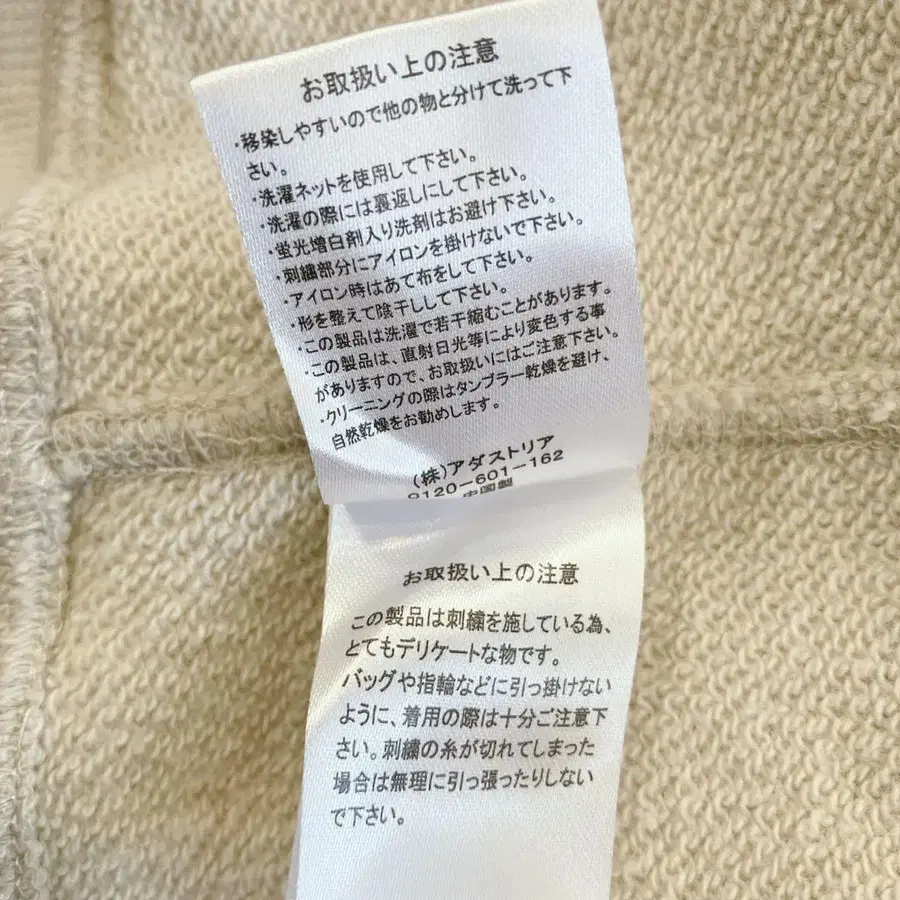 お取扱い上の注意
・移染しやすいので他の物と分けて洗って下
さい。
・洗濯ネットを使用して下さい。
・洗濯の際には裏返しにして下さい。
・蛍光増白剤入り洗剤はお避け下さい。
・刺繍部分にアイロンを掛けないで下さい。
・アイロン時はあて布をして下さい。
・形を整えて陰干しして下さい。
・この製品は洗濯で若干縮むことがあります。
・この製品は、直射日光等により変色する事
がありますので、お取扱いにはご注意下さい。
・クリーニングの際はタンブラー乾燥を避け、
自然乾燥をお勧めします。
(株)アダストリア
0120-601-162
中国製
お取扱い上の注意
この製品は刺繍を施している為、
とてもデリケートな物です。
バッグや指輪などに引っ掛けない
ように、着用の際は十分ご注意下
さい。刺繍の糸が切れてしまった
場合は無理に引っ張ったりしない
で下さい。